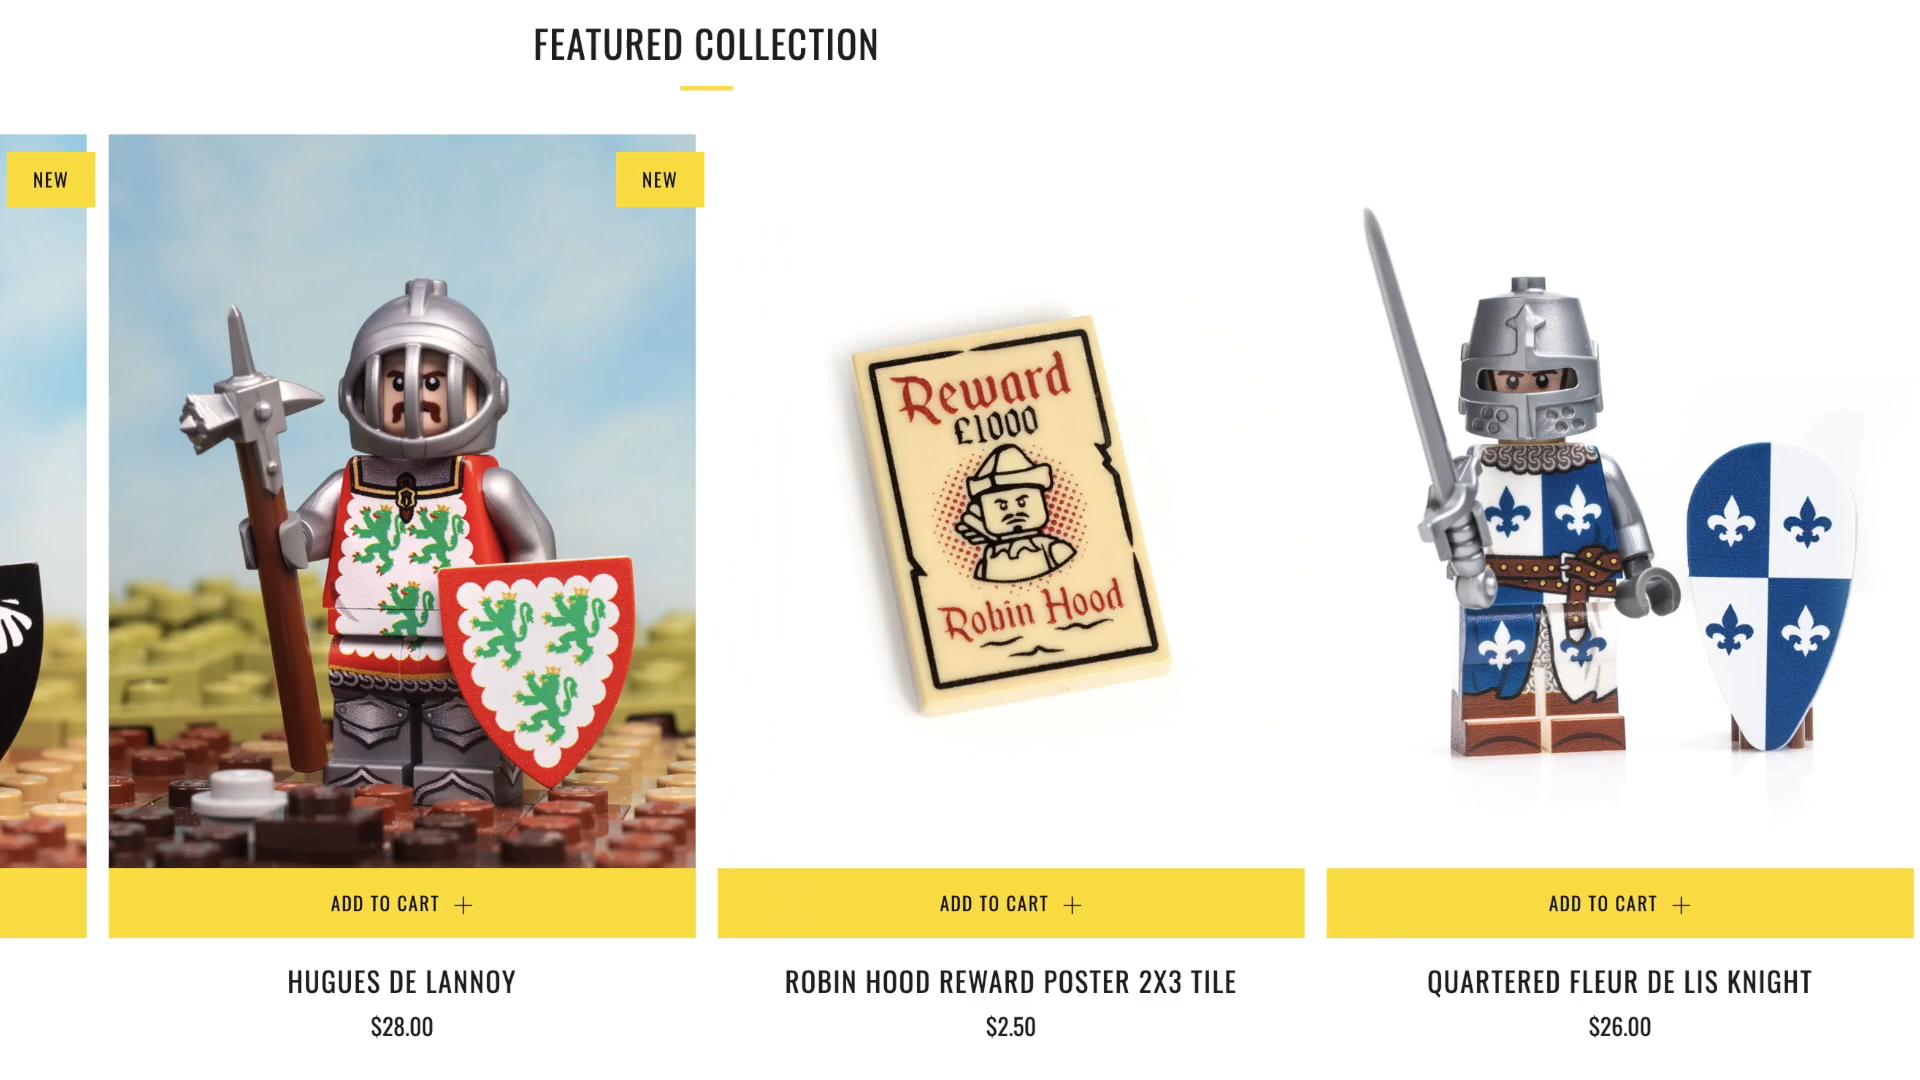 FEATURED COLLECTION
NEW
NEW
Reward
£1000
Robin Hood
ADD TO CART +
ADD TO CART +
ADD TO CART +
HUGUES DE LANNOY
ROBIN HOOD REWARD POSTER 2X3 TILE
QUARTERED FLEUR DE LIS KNIGHT
$28.00
$2.50
$26.00